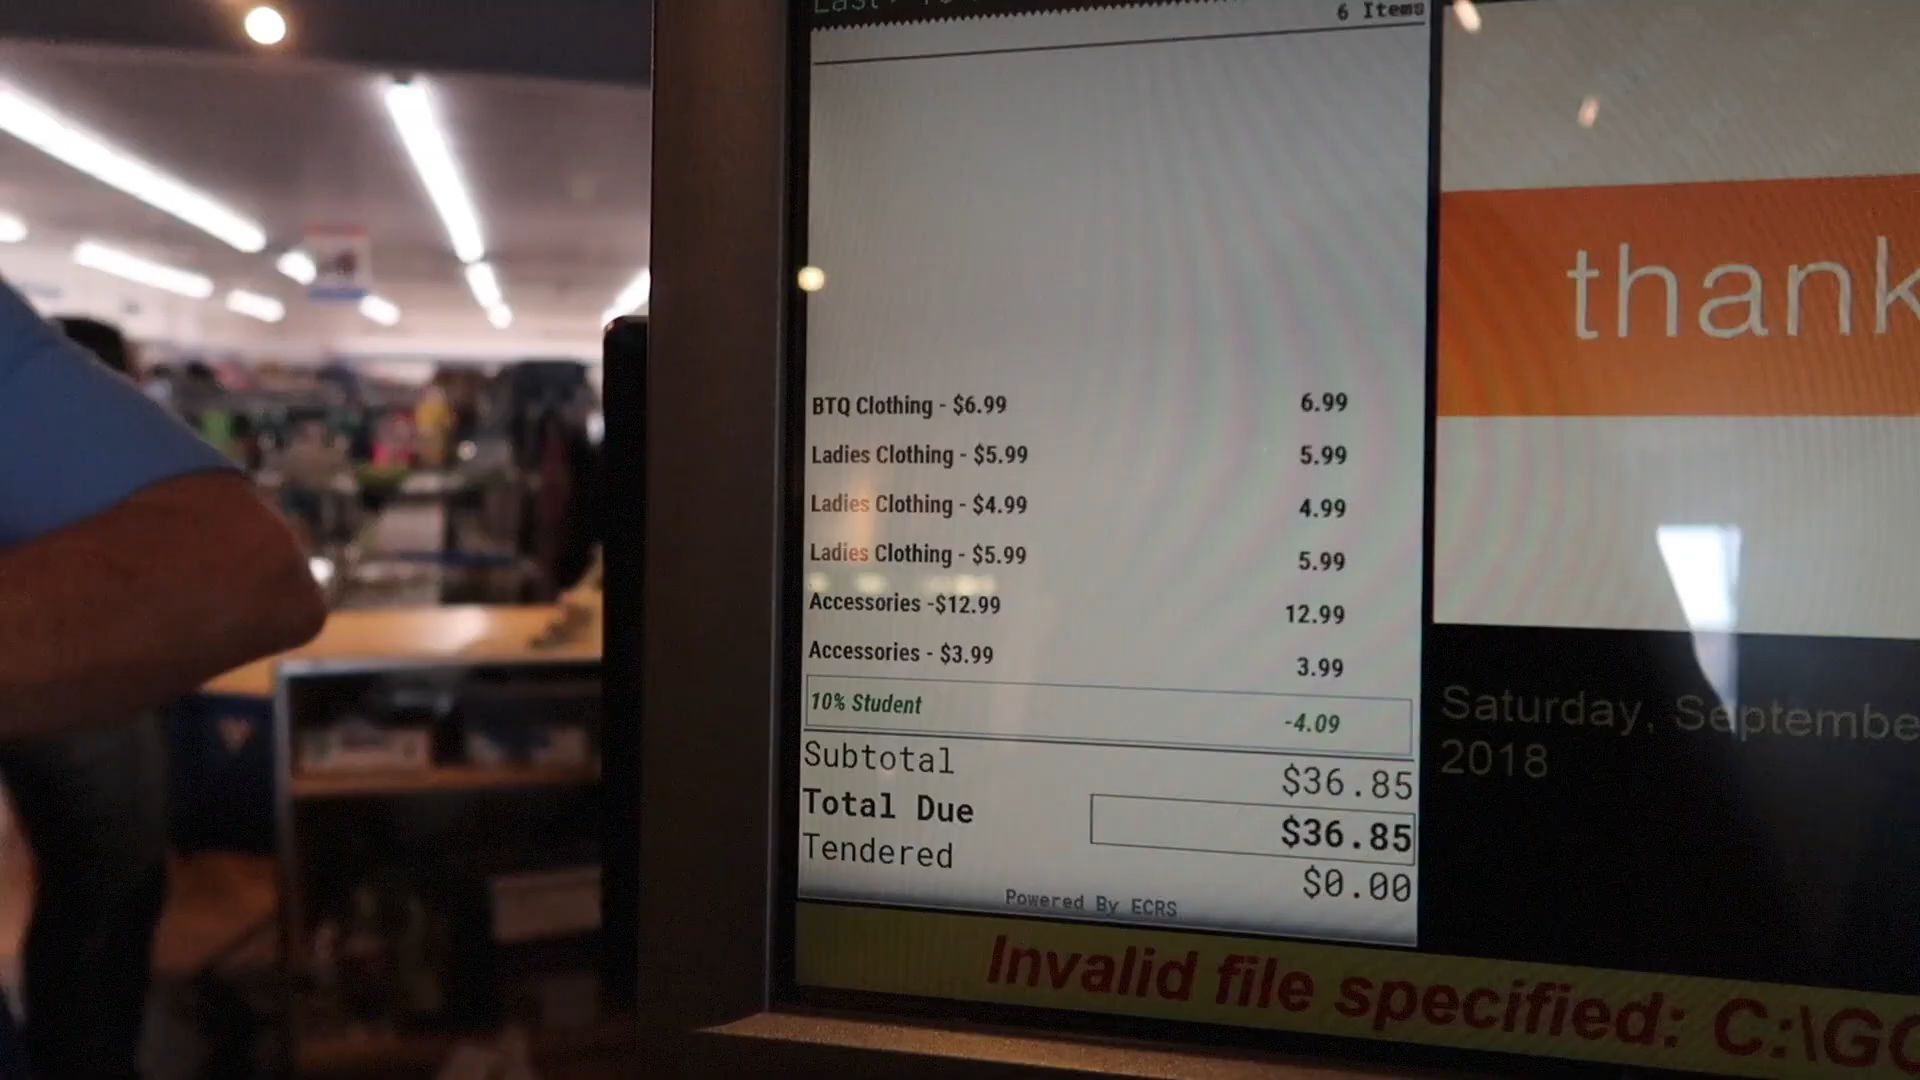 6 Items
BTQ Clothing - $6.99 6.99
Ladies Clothing - $5.99 5.99
Ladies Clothing - $4.99 4.99
Ladies Clothing - $5.99 5.99
Accessories -$12.99 12.99
Accessories - $3.99 3.99
10% Student -4.09
Subtotal $36.85
Total Due $36.85
Tendered $0.00
Powered By ECRS
thank
Saturday, Septembe
2018
Invalid file specified: C:\GO